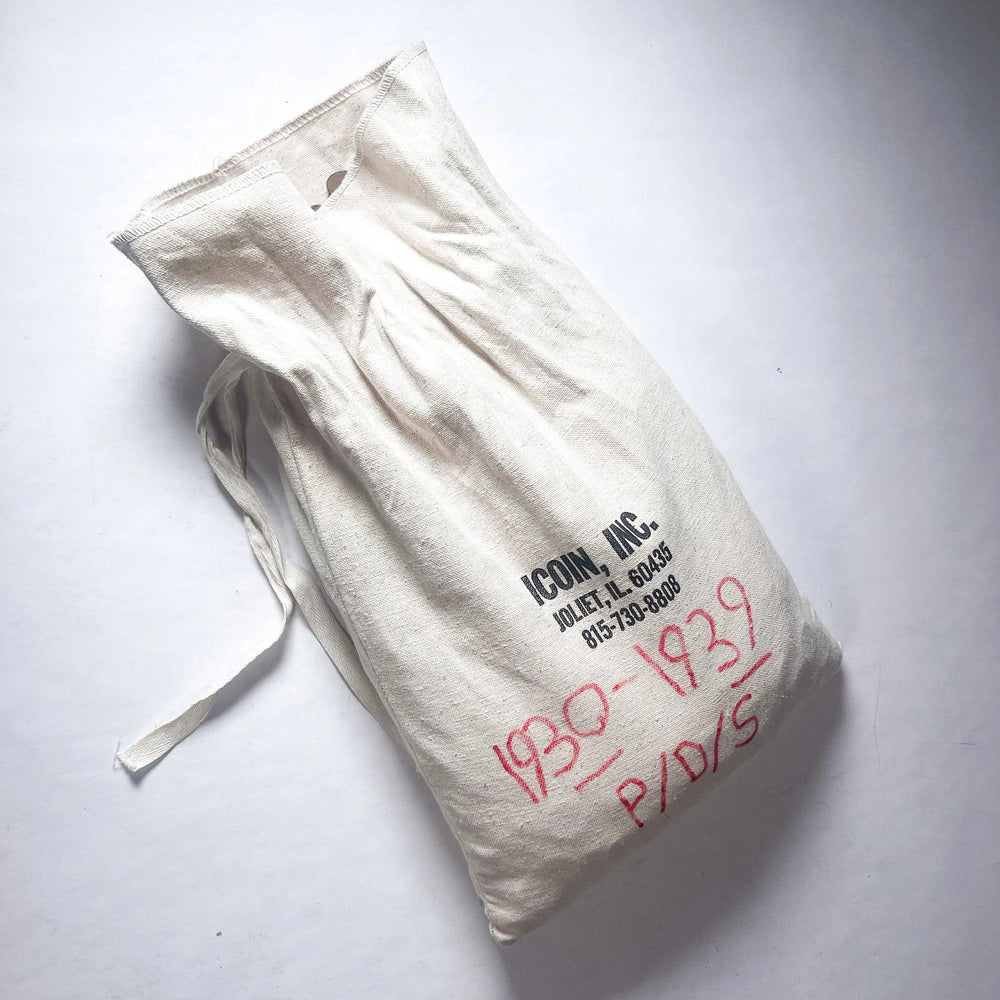 ICOIN, INC.
JOLIET, IL. 60435
815-730-8808
1930-1939
P/D/S